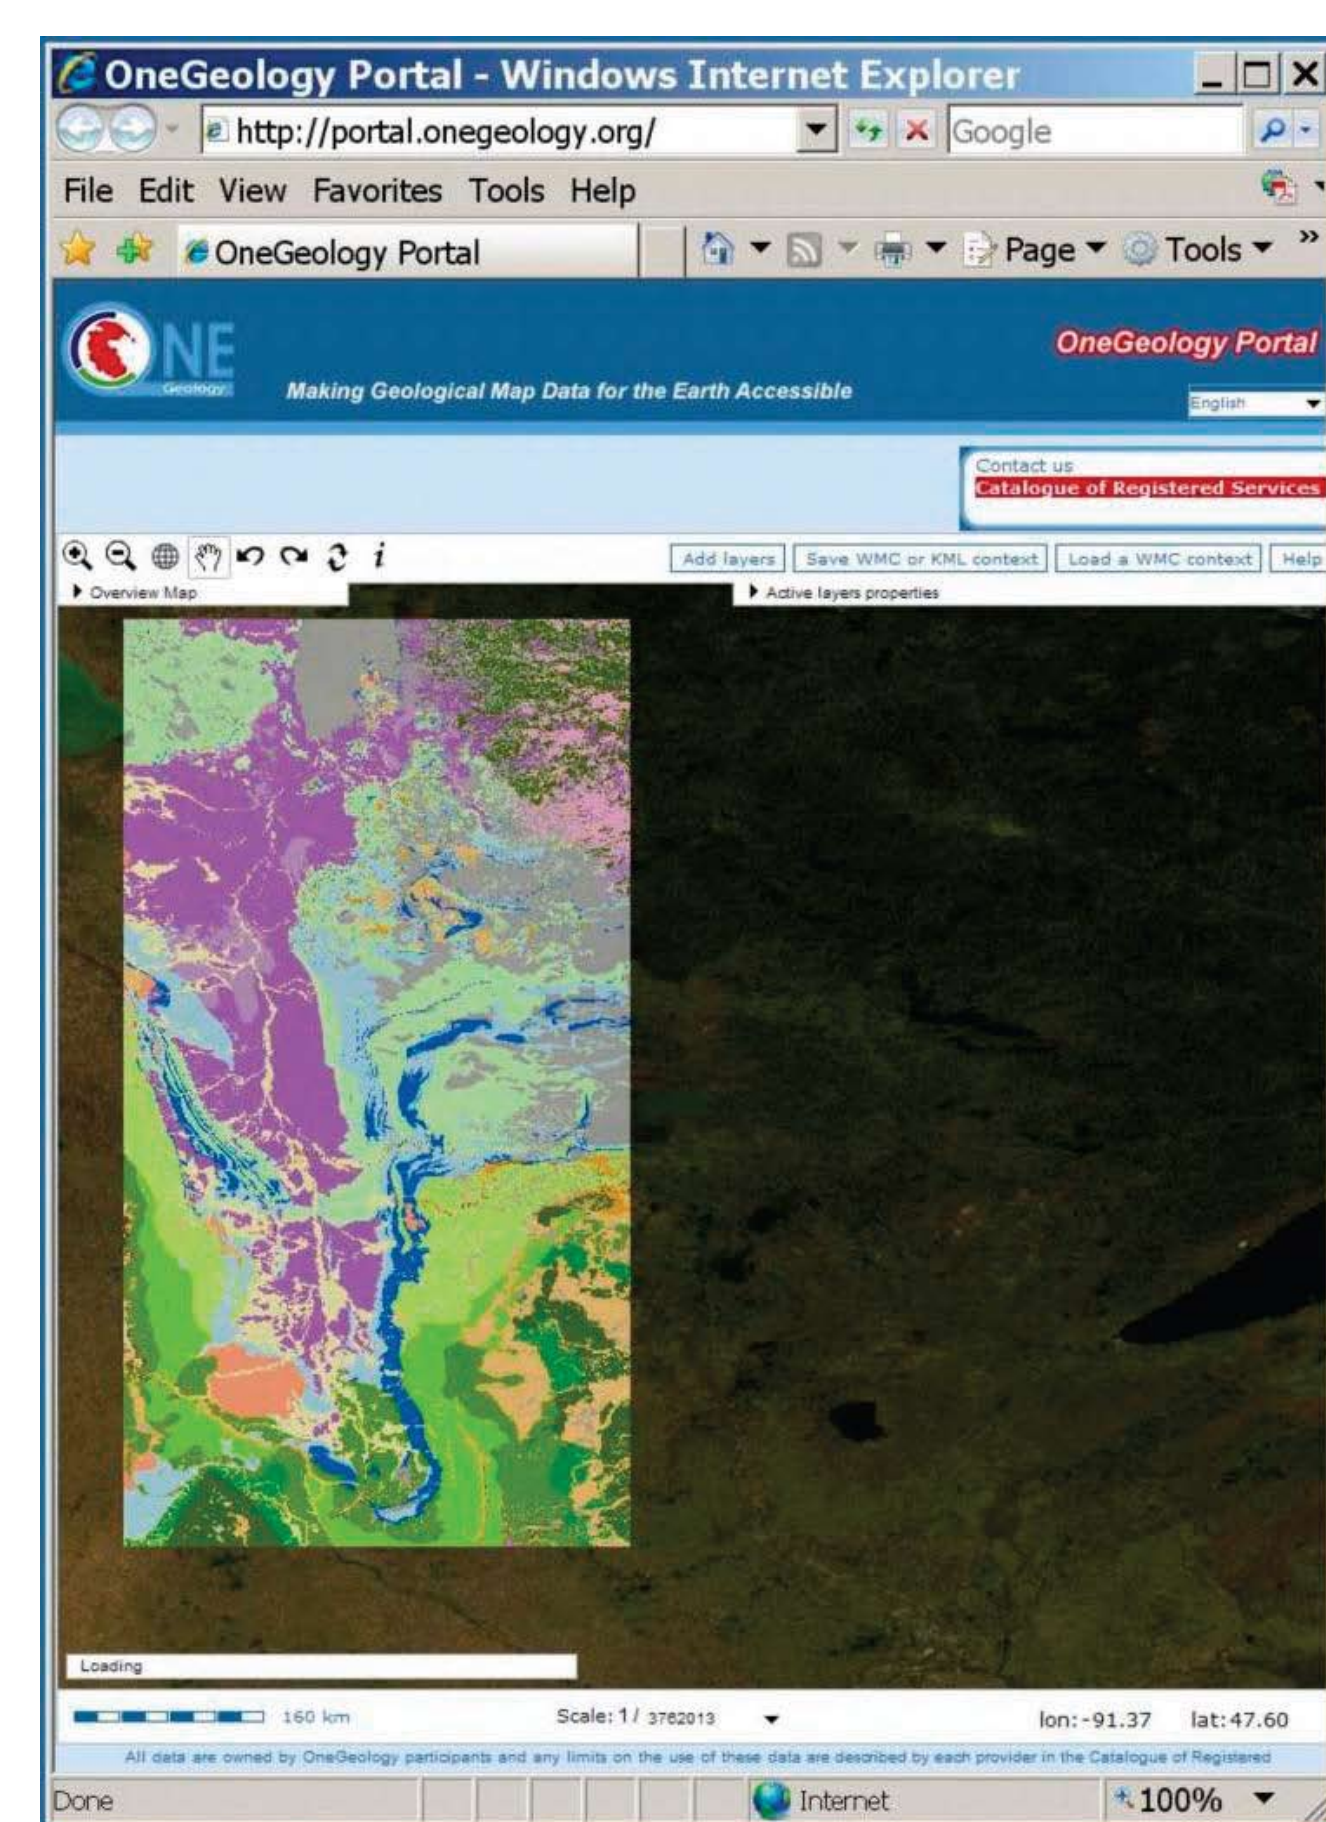 OneGeology Portal - Windows Internet Explorer
http://portal.onegeology.org/
Google
File Edit View Favorites Tools Help
OneGeology Portal
Page
Tools
»
ONE
Geology
OneGeology Portal
Making Geological Map Data for the Earth Accessible
English
Contact us
Catalogue of Registered Services
i
Add layers
Save WMC or KML context
Load a WMC context
Help
Overview Map
Active layers properties
Loading
160 km
Scale: 1/ 3762013
lon:-91.37
lat:47.60
All data are owned by OneGeology participants and any limits on the use of these data are described by each provider in the Catalogue of Registered
Done
Internet
100%